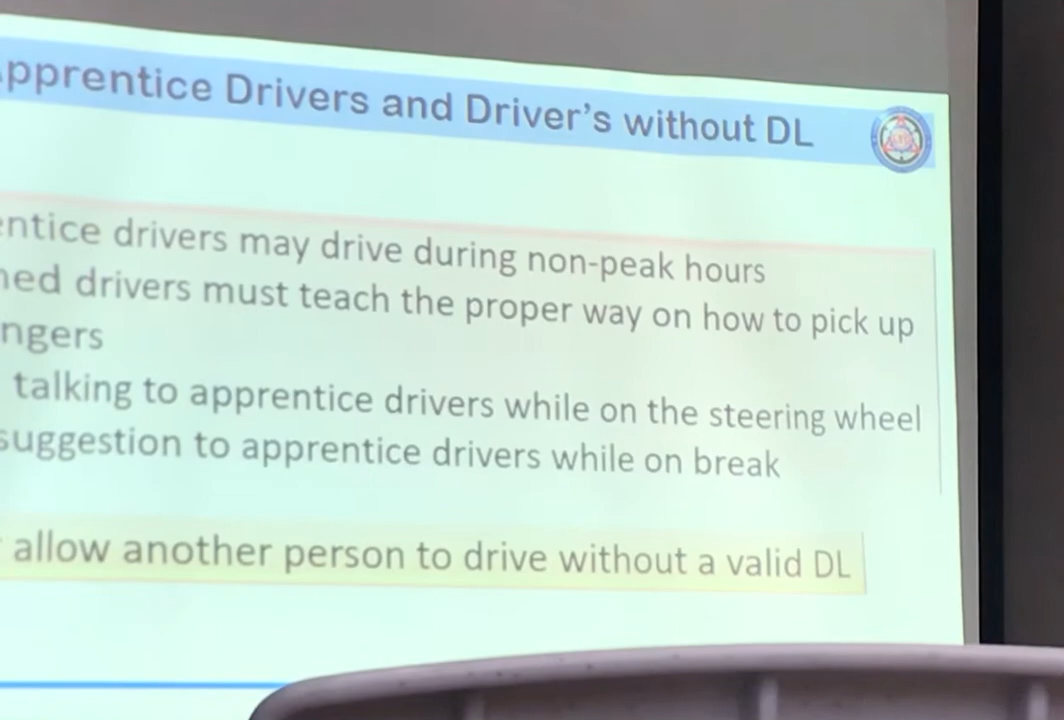 pprentice Drivers and Driver's without DL
entice drivers may drive during non-peak hours
ned drivers must teach the proper way on how to pick up
ngers
talking to apprentice drivers while on the steering wheel
suggestion to apprentice drivers while on break
allow another person to drive without a valid DL